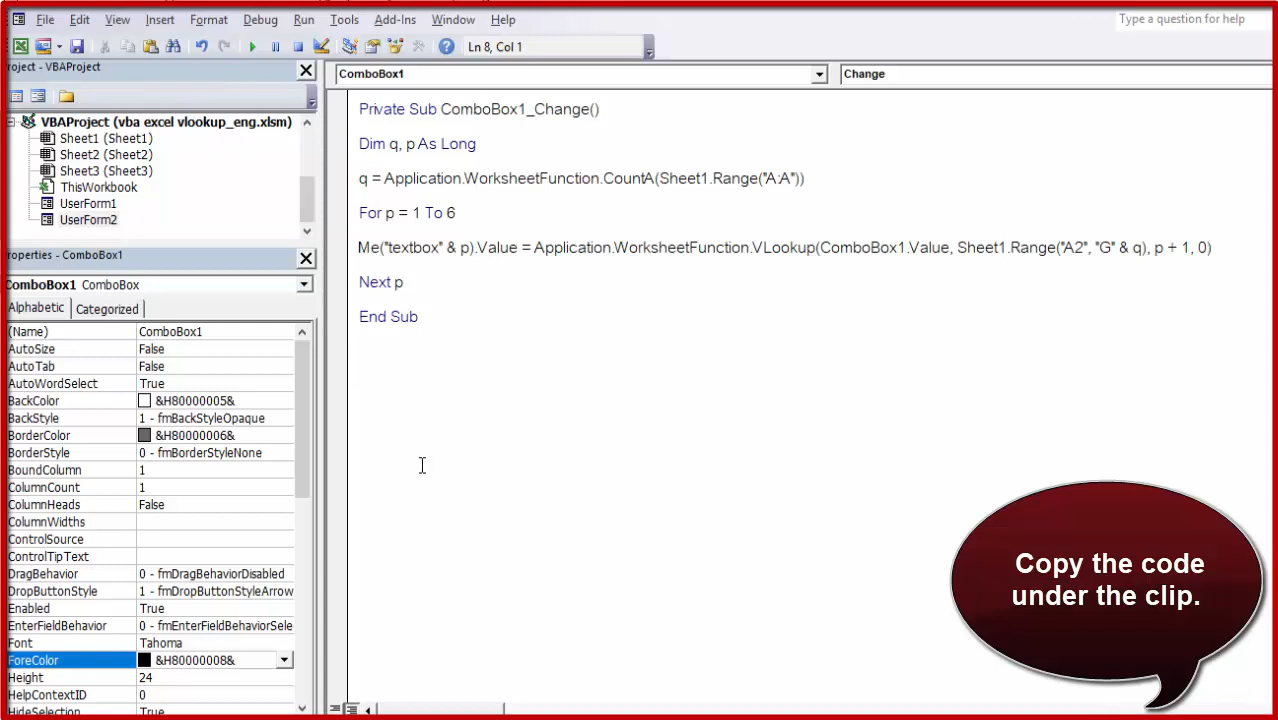 File Edit View Insert Format Debug Run Tools Add-Ins Window Help
Type a question for help
Ln 8, Col 1
roject - VBAProject
VBAProject (vba excel vlookup_eng.xlsm)
Sheet1 (Sheet1)
Sheet2 (Sheet2)
Sheet3 (Sheet3)
ThisWorkbook
UserForm1
UserForm2
roperties - ComboBox1
ComboBox1 ComboBox
Alphabetic Categorized
(Name) ComboBox1
AutoSize False
AutoTab False
AutoWordSelect True
BackColor &H80000005&
BackStyle 1 - fmBackStyleOpaque
BorderColor &H80000006&
BorderStyle 0 - fmBorderStyleNone
BoundColumn 1
ColumnCount 1
ColumnHeads False
ColumnWidths
ControlSource
ControlTipText
DragBehavior 0 - fmDragBehaviorDisabled
DropButtonStyle 1 - fmDropButtonStyleArrow
Enabled True
EnterFieldBehavior 0 - fmEnterFieldBehaviorSele
Font Tahoma
ForeColor &H80000008&
Height 24
HelpContextID 0
HideSelection True
ComboBox1 Change
Private Sub ComboBox1_Change()
Dim q, p As Long
q = Application.WorksheetFunction.CountA(Sheet1.Range("A:A"))
For p = 1 To 6
Me("textbox" & p).Value = Application.WorksheetFunction.VLookup(ComboBox1.Value, Sheet1.Range("A2", "G" & q), p + 1, 0)
Next p
End Sub
Copy the code
under the clip.